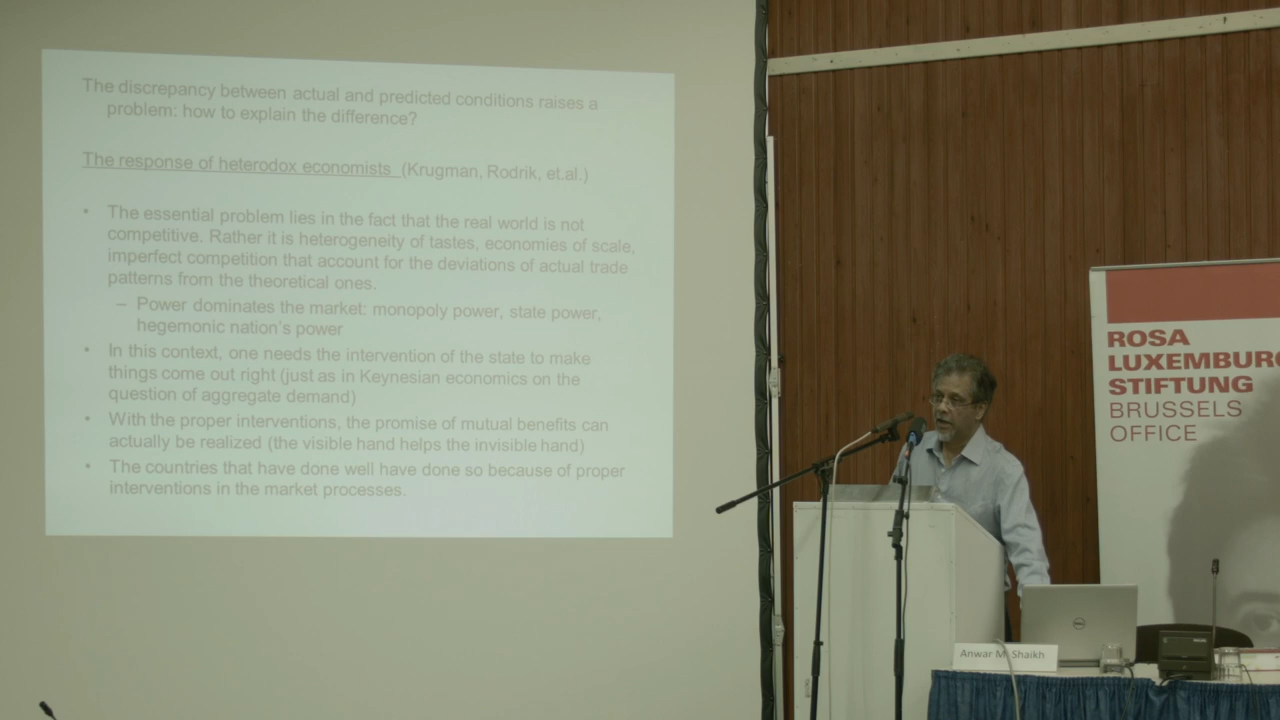 The discrepancy between actual and predicted conditions raises a
problem: how to explain the difference?
The response of heterodox economists (Krugman, Rodrik, et.al.)
• The essential problem lies in the fact that the real world is not
competitive. Rather it is heterogeneity of tastes, economies of scale,
imperfect competition that account for the deviations of actual trade
patterns from the theoretical ones.
– Power dominates the market: monopoly power, state power,
hegemonic nation's power
• In this context, one needs the intervention of the state to make
things come out right (just as in Keynesian economics on the
question of aggregate demand)
• With the proper interventions, the promise of mutual benefits can
actually be realized (the visible hand helps the invisible hand)
• The countries that have done well have done so because of proper
interventions in the market processes.
ROSA
LUXEMBURG
STIFTUNG
BRUSSELS
OFFICE
DELL
Anwar M. Shaikh